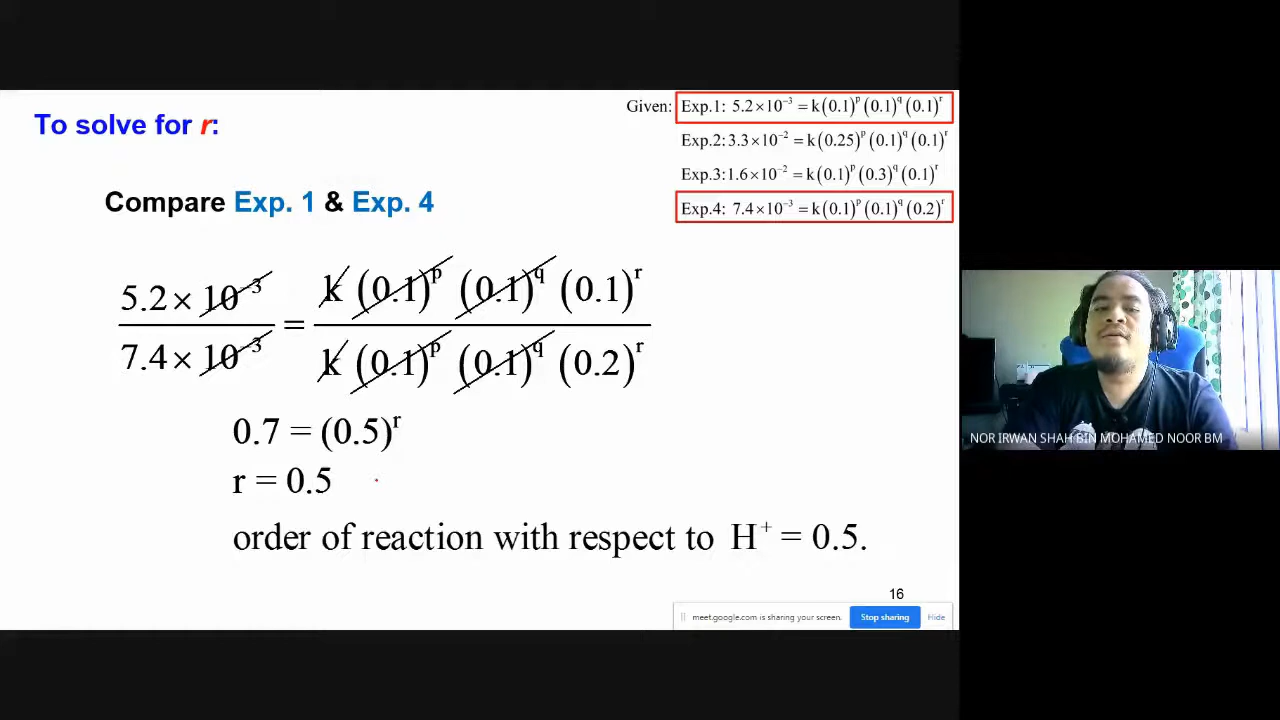 To solve for r:
Given: Exp.1: 5.2×10⁻³ = k(0.1)ᵖ(0.1)^q(0.1)ʳ
Exp.2: 3.3×10⁻² = k(0.25)ᵖ(0.1)^q(0.1)ʳ
Exp.3: 1.6×10⁻² = k(0.1)ᵖ(0.3)^q(0.1)ʳ
Exp.4: 7.4×10⁻³ = k(0.1)ᵖ(0.1)^q(0.2)ʳ
Compare Exp. 1 & Exp. 4
5.2 × 10⁻³ / 7.4 × 10⁻³ = k (0.1)ᵖ (0.1)^q (0.1)ʳ / k (0.1)ᵖ (0.1)^q (0.2)ʳ
0.7 = (0.5)ʳ
r = 0.5
order of reaction with respect to H⁺ = 0.5.
16
meet.google.com is sharing your screen. Stop sharing Hide
NOR IRWAN SHAH BIN MOHAMED NOOR BM